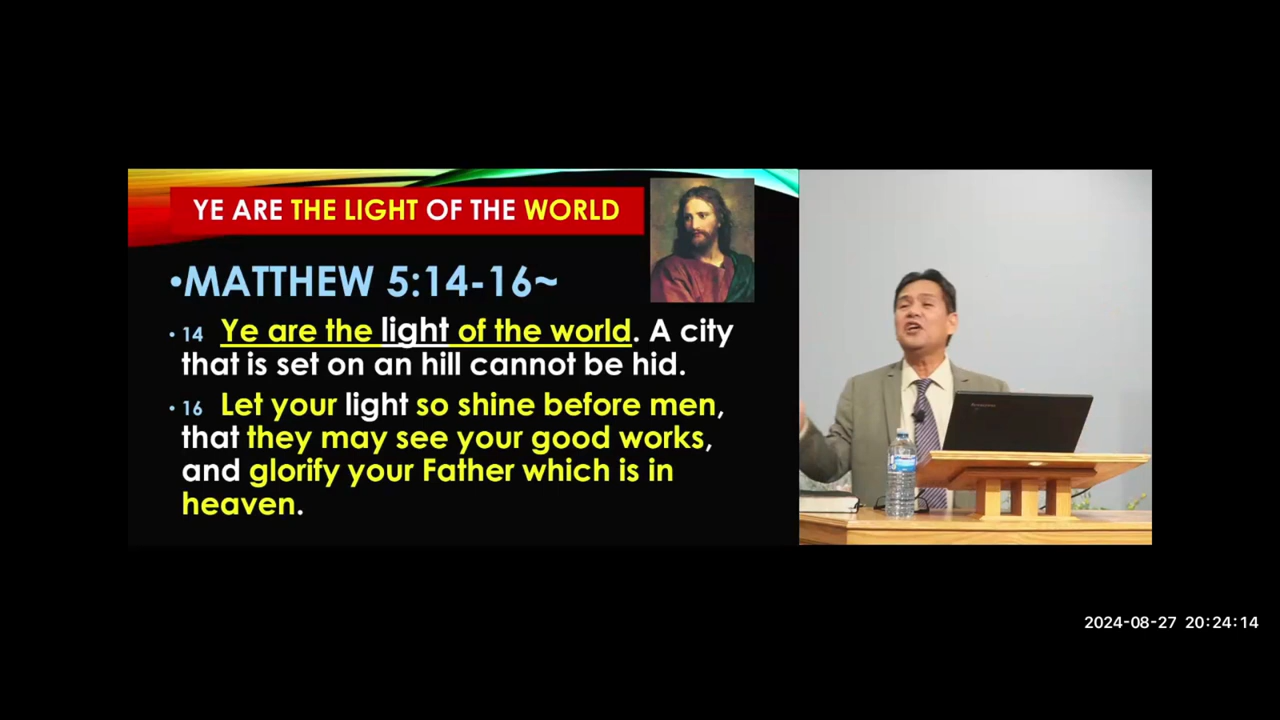 YE ARE THE LIGHT OF THE WORLD
•MATTHEW 5:14-16~
• 14 Ye are the light of the world. A city
that is set on an hill cannot be hid.
• 16 Let your light so shine before men,
that they may see your good works,
and glorify your Father which is in
heaven.
2024-08-27 20:24:14